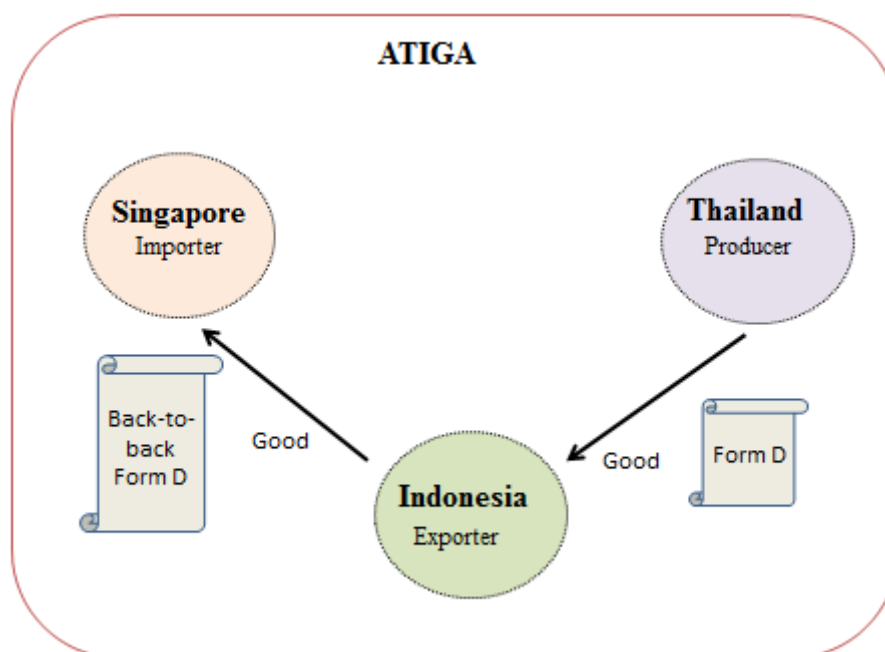 ATIGA
Singapore
Importer
Thailand
Producer
Back-to-
back
Form D
Good
Good
Form D
Indonesia
Exporter